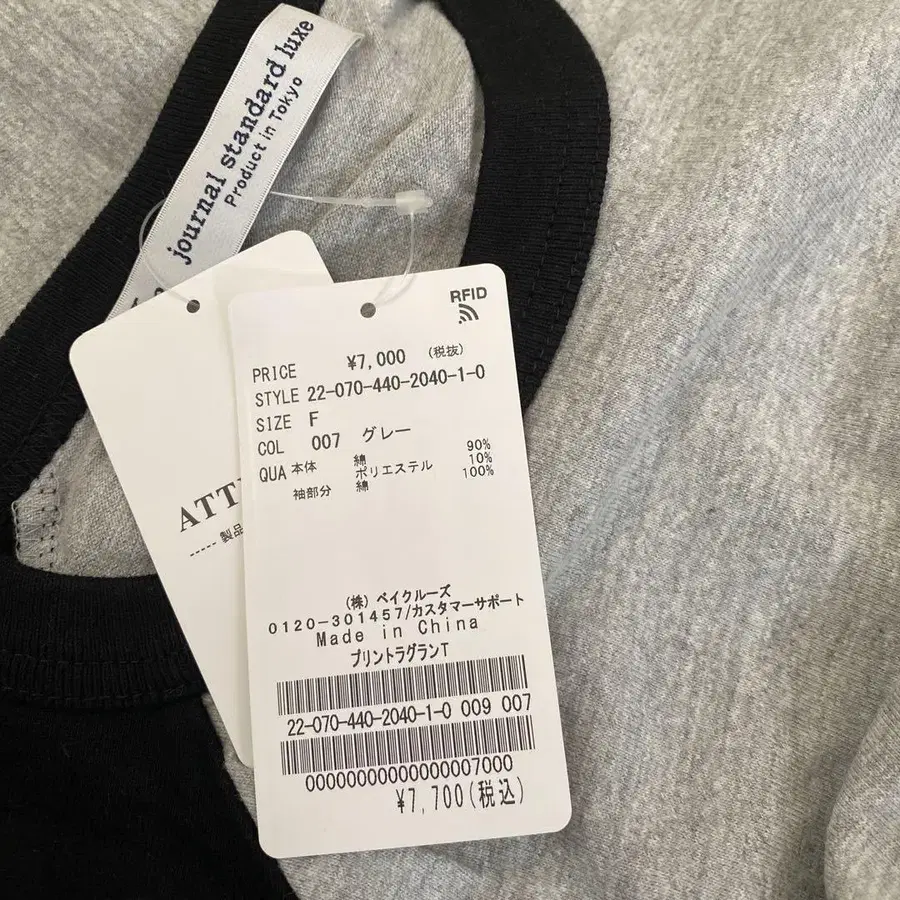 journal standard luxe
Product in Tokyo
ATT
----- 製品
RFID
PRICE ¥7,000 (税抜)
STYLE 22-070-440-2040-1-0
SIZE F
COL 007 グレー
QUA 本体 綿 90%
ポリエステル 10%
袖部分 綿 100%
(株) ベイクルーズ
0120-301457/カスタマーサポート
Made in China
プリントラグランT
22-070-440-2040-1-0 009 007
00000000000000007000
¥7,700(税込)